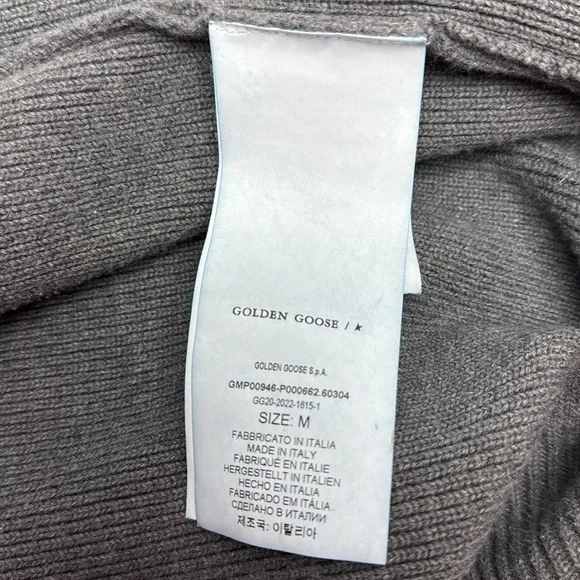 GOLDEN GOOSE / ★
GOLDEN GOOSE S.p.A.
GMP00946-P000662.60304
GG20-2022-1615-1
SIZE: M
FABBRICATO IN ITALIA
MADE IN ITALY
FABRIQUÉ EN ITALIE
HERGESTELLT IN ITALIEN
HECHO EN ITALIA
FABRICADO EM ITÁLIA
СДЕЛАНО В ИТАЛИИ
제조국: 이탈리아